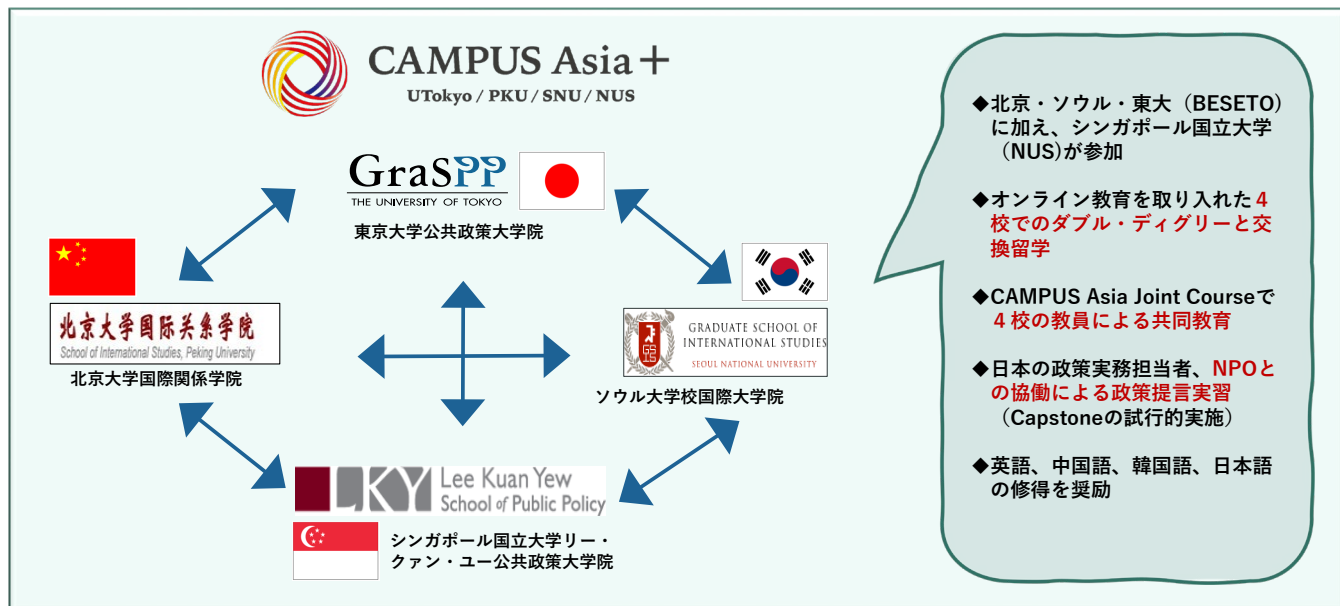 CAMPUS Asia+
UTokyo / PKU / SNU / NUS
GraSPP
THE UNIVERSITY OF TOKYO
東京大学公共政策大学院
北京大学国际关系学院
School of International Studies, Peking University
北京大学国際関係学院
GRADUATE SCHOOL OF
INTERNATIONAL STUDIES
SEOUL NATIONAL UNIVERSITY
ソウル大学校国際大学院
LKY
Lee Kuan Yew
School of Public Policy
シンガポール国立大学リー・
クァン・ユー公共政策大学院
◆北京・ソウル・東大（BESETO)
に加え、シンガポール国立大学
（NUS)が参加
◆オンライン教育を取り入れた４
校でのダブル・ディグリーと交
換留学
◆CAMPUS Asia Joint Courseで
４校の教員による共同教育
◆日本の政策実務担当者、NPOと
の協働による政策提言実習
（Capstoneの試行的実施）
◆英語、中国語、韓国語、日本語
の修得を奨励